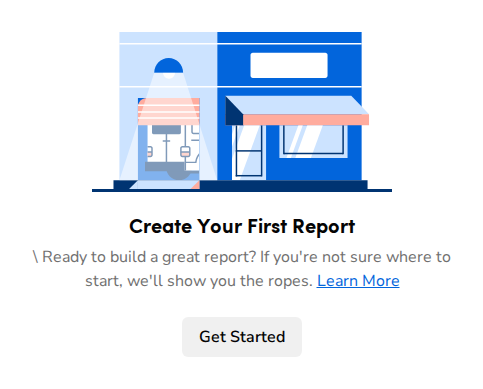 Create Your First Report
\ Ready to build a great report? If you're not sure where to
start, we'll show you the ropes. Learn More
Get Started